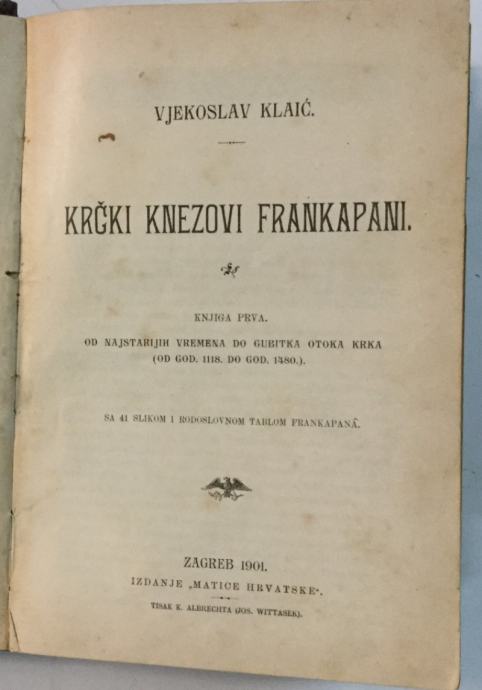 VJEKOSLAV KLAIĆ.
KRČKI KNEZOVI FRANKAPANI.
KNJIGA PRVA.
OD NAJSTARIJIH VREMENA DO GUBITKA OTOKA KRKA
(OD GOD. 1118. DO GOD. 1480.).
SA 41 SLIKOM I RODOSLOVNOM TABLOM FRANKAPANÂ.
ZAGREB 1901.
IZDANJE „MATICE HRVATSKE“.
TISAK K. ALBRECHTA (JOS. WITTASEK).